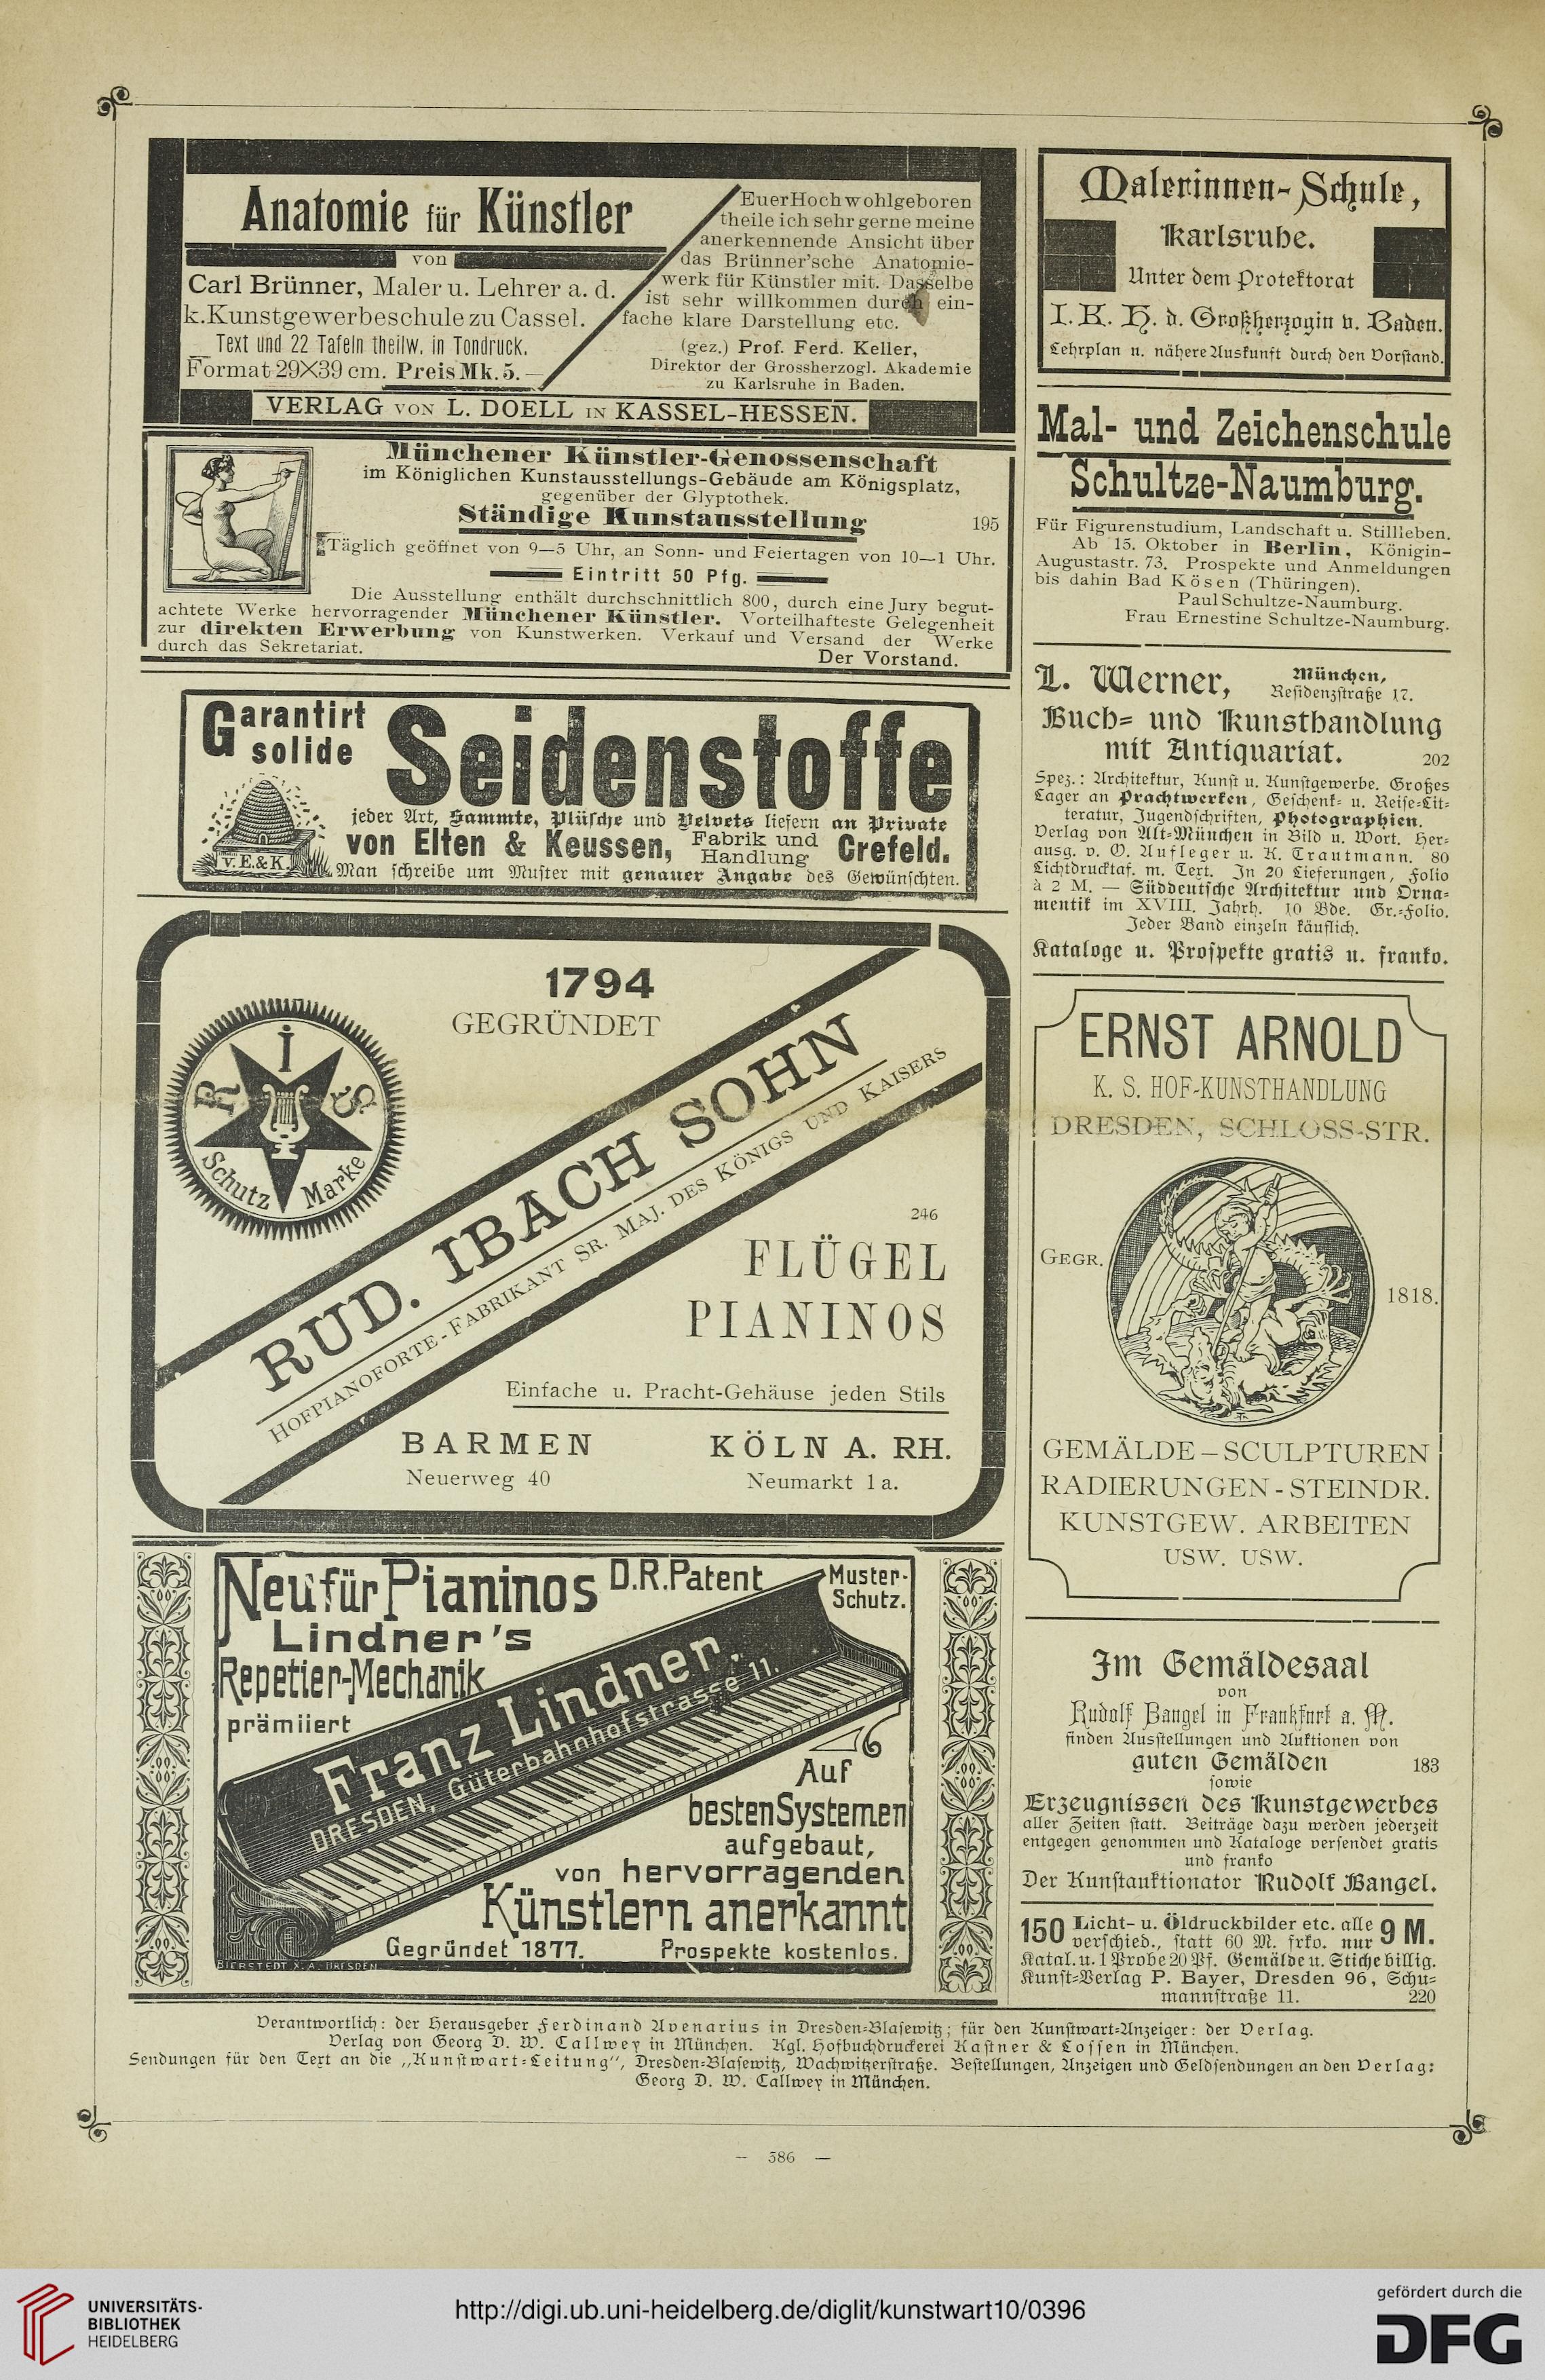 Anatomie für Künstler
von
Carl Brünner, Maler u. Lehrer a. d.
k.Kunstgewerbeschule zu Cassel.
Text und 22 Tafeln theilw. in Tondruck.
Format 29×39 cm. Preis Mk. 5. —
Euer Hochwohlgeboren
theile ich sehr gerne meine
anerkennende Ansicht über
das Brünner'sche Anatomie-
werk für Künstler mit. Dasselbe
ist sehr willkommen durch ein-
fache klare Darstellung etc.
(gez.) Prof. Ferd. Keller,
Direktor der Grossherzogl. Akademie
zu Karlsruhe in Baden.
VERLAG VON L. DOELL IN KASSEL-HESSEN.
Münchener Künstler-Genossenschaft
im Königlichen Kunstausstellungs-Gebäude am Königsplatz,
gegenüber der Glyptothek.
Ständige Kunstausstellung 195
Täglich geöffnet von 9—5 Uhr, an Sonn- und Feiertagen von 10—1 Uhr.
Eintritt 50 Pfg.
Die Ausstellung enthält durchschnittlich 800, durch eine Jury begut-
achtete Werke hervorragender Münchener Künstler. Vorteilhafteste Gelegenheit
zur direkten Erwerbung von Kunstwerken. Verkauf und Versand der Werke
durch das Sekretariat.
Der Vorstand.
Garantirt
solide
Seidenstoffe
jeder Art, Sammte, Plüsche und Velvets liefern an Private
von Elten & Keussen, Fabrik und Handlung Crefeld.
v. E. & K.
Man schreibe um Muster mit genauer Angabe des Gewünschten.
1794
GEGRÜNDET
R I S
Schutz Marke
RUD. IBACH SOHN
HOFPIANOFORTE-FABRIKANT SR. MAJ. DES KÖNIGS UND KAISERS
246
FLÜGEL
PIANINOS
Einfache u. Pracht-Gehäuse jeden Stils
BARMEN
Neuerweg 40
KÖLN A. RH.
Neumarkt 1 a.
Neu für Pianinos D.R.Patent
Muster-
Schutz.
Lindner's
Repetier-Mechanik
prämiiert
Franz Lindner.
DRESDEN, Güterbahnhofstrasse 11.
Auf
besten Systemen
aufgebaut,
von hervorragenden
Künstlern anerkannt
Gegründet 1877. Prospekte kostenlos.
BIERSTEDT X.A. DRESDEN
Malerinnen-Schule,
Karlsruhe.
Unter dem Protektorat
I. K. H. d. Großherzogin v. Baden.
Lehrplan u. nähere Auskunft durch den Vorstand.
Mal- und Zeichenschule
Schultze-Naumburg.
Für Figurenstudium, Landschaft u. Stillleben.
Ab 15. Oktober in Berlin, Königin-
Augustastr. 73. Prospekte und Anmeldungen
bis dahin Bad Kösen (Thüringen).
Paul Schultze-Naumburg.
Frau Ernestine Schultze-Naumburg.
L. Werner, München,
Residenzstraße 17.
Buch- und Kunsthandlung
mit Antiquariat. 202
Spez.: Architektur, Kunst u. Kunstgewerbe. Großes
Lager an Prachtwerken, Geschenk- u. Reise-Lit-
teratur, Jugendschriften, Photographien.
Verlag von Alt-München in Bild u. Wort. Her-
ausg. v. O. Aufleger u. K. Trautmann. 80
Lichtdrucktaf. m. Text. In 20 Lieferungen, Folio
à 2 M. — Süddeutsche Architektur und Orna-
mentik im XVIII. Jahrh. 10 Bde. Gr.-Folio.
Jeder Band einzeln käuflich.
Kataloge u. Prospekte gratis u. franko.
ERNST ARNOLD
K. S. HOF-KUNSTHANDLUNG
DRESDEN, SCHLOSS-STR.
GEGR. 1818.
GEMÄLDE – SCULPTUREN
RADIERUNGEN - STEINDR.
KUNSTGEW. ARBEITEN
USW. USW.
Im Gemäldesaal
von
Rudolf Bangel in Frankfurt a. M.
finden Ausstellungen und Auktionen von
guten Gemälden 183
sowie
Erzeugnissen des Kunstgewerbes
aller Zeiten statt. Beiträge dazu werden jederzeit
entgegen genommen und Kataloge versendet gratis
und franko
Der Kunstauktionator Rudolf Bangel.
150 Licht- u. Öldruckbilder etc. alle
verschied., statt 60 M. frko. nur 9 M.
Katal. u. 1 Probe 20 Pf. Gemälde u. Stiche billig.
Kunst-Verlag P. Bayer, Dresden 96, Schu-
mannstraße 11. 220
Verantwortlich: der Herausgeber Ferdinand Avenarius in Dresden-Blasewitz; für den Kunstwart-Anzeiger: der Verlag.
Verlag von Georg D. W. Callwey in München. Kgl. Hofbuchdruckerei Kastner & Lossen in München.
Sendungen für den Text an die „Kunstwart-Leitung“, Dresden-Blasewitz, Wachwitzerstraße. Bestellungen, Anzeigen und Geldsendungen an den Verlag:
Georg D. W. Callwey in München.
— 386 —
UNIVERSITÄTS-
BIBLIOTHEK
HEIDELBERG
http://digi.ub.uni-heidelberg.de/diglit/kunstwart10/0396
gefördert durch die
DFG